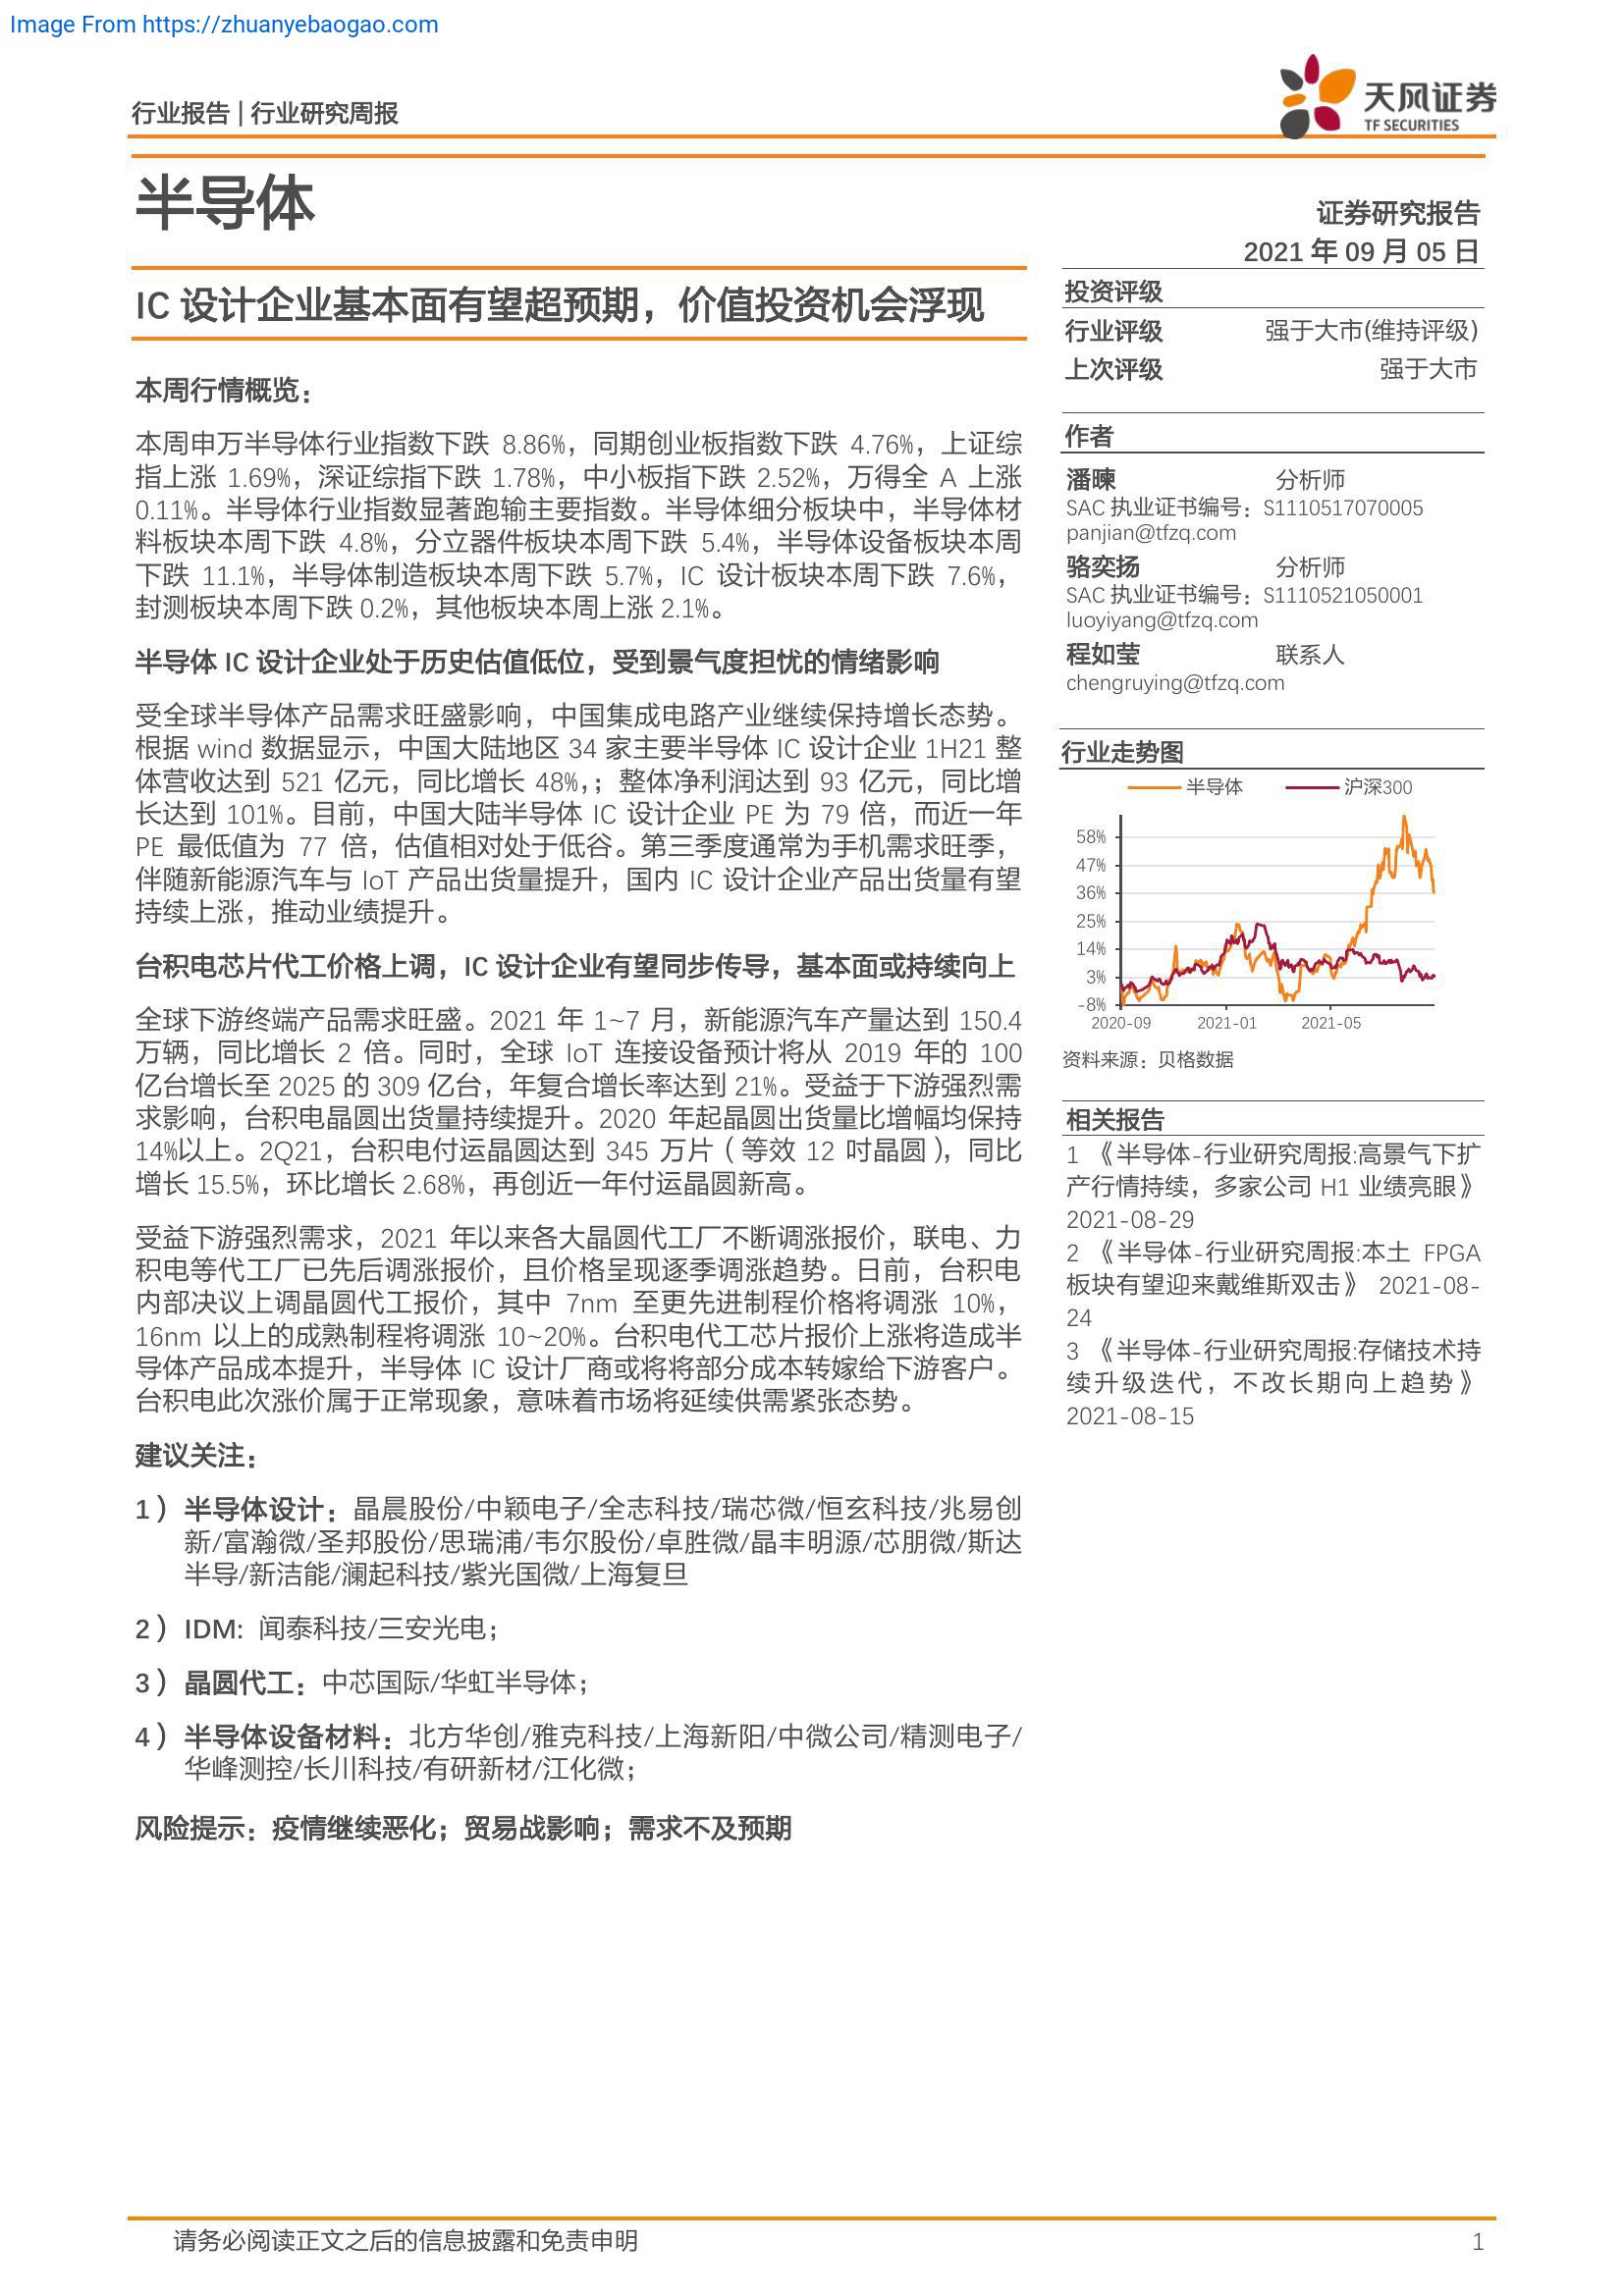 Image From https://zhuanyebaogao.com
行业报告 | 行业研究周报
天风证券
TF SECURITIES
半导体
证券研究报告
2021 年 09 月 05 日
IC 设计企业基本面有望超预期，价值投资机会浮现
本周行情概览：
本周申万半导体行业指数下跌 8.86%，同期创业板指数下跌 4.76%，上证综
指上涨 1.69%，深证综指下跌 1.78%，中小板指下跌 2.52%，万得全 A 上涨
0.11%。半导体行业指数显著跑输主要指数。半导体细分板块中，半导体材
料板块本周下跌 4.8%，分立器件板块本周下跌 5.4%，半导体设备板块本周
下跌 11.1%，半导体制造板块本周下跌 5.7%，IC 设计板块本周下跌 7.6%，
封测板块本周下跌 0.2%，其他板块本周上涨 2.1%。
半导体 IC 设计企业处于历史估值低位，受到景气度担忧的情绪影响
受全球半导体产品需求旺盛影响，中国集成电路产业继续保持增长态势。
根据 wind 数据显示，中国大陆地区 34 家主要半导体 IC 设计企业 1H21 整
体营收达到 521 亿元，同比增长 48%，；整体净利润达到 93 亿元，同比增
长达到 101%。目前，中国大陆半导体 IC 设计企业 PE 为 79 倍，而近一年
PE 最低值为 77 倍，估值相对处于低谷。第三季度通常为手机需求旺季，
伴随新能源汽车与 IoT 产品出货量提升，国内 IC 设计企业产品出货量有望
持续上涨，推动业绩提升。
台积电芯片代工价格上调，IC 设计企业有望同步传导，基本面或持续向上
全球下游终端产品需求旺盛。2021 年 1~7 月，新能源汽车产量达到 150.4
万辆，同比增长 2 倍。同时，全球 IoT 连接设备预计将从 2019 年的 100
亿台增长至 2025 的 309 亿台，年复合增长率达到 21%。受益于下游强烈需
求影响，台积电晶圆出货量持续提升。2020 年起晶圆出货量比增幅均保持
14%以上。2Q21，台积电付运晶圆达到 345 万片（等效 12 吋晶圆），同比
增长 15.5%，环比增长 2.68%，再创近一年付运晶圆新高。
受益下游强烈需求，2021 年以来各大晶圆代工厂不断调涨报价，联电、力
积电等代工厂已先后调涨报价，且价格呈现逐季调涨趋势。日前，台积电
内部决议上调晶圆代工报价，其中 7nm 至更先进制程价格将调涨 10%，
16nm 以上的成熟制程将调涨 10~20%。台积电代工芯片报价上涨将造成半
导体产品成本提升，半导体 IC 设计厂商或将将部分成本转嫁给下游客户。
台积电此次涨价属于正常现象，意味着市场将延续供需紧张态势。
建议关注：
1）半导体设计：晶晨股份/中颖电子/全志科技/瑞芯微/恒玄科技/兆易创
新/富瀚微/圣邦股份/思瑞浦/韦尔股份/卓胜微/晶丰明源/芯朋微/斯达
半导/新洁能/澜起科技/紫光国微/上海复旦
2）IDM: 闻泰科技/三安光电；
3）晶圆代工：中芯国际/华虹半导体；
4）半导体设备材料：北方华创/雅克科技/上海新阳/中微公司/精测电子/
华峰测控/长川科技/有研新材/江化微；
风险提示：疫情继续恶化；贸易战影响；需求不及预期
投资评级
行业评级 强于大市(维持评级)
上次评级 强于大市
作者
潘暕 分析师
SAC 执业证书编号：S1110517070005
panjian@tfzq.com
骆奕扬 分析师
SAC 执业证书编号：S1110521050001
luoyiyang@tfzq.com
程如莹 联系人
chengruying@tfzq.com
行业走势图
半导体 沪深300
58%
47%
36%
25%
14%
3%
-8%
2020-09 2021-01 2021-05
资料来源：贝格数据
相关报告
1 《半导体-行业研究周报:高景气下扩
产行情持续，多家公司 H1 业绩亮眼》
2021-08-29
2 《半导体-行业研究周报:本土 FPGA
板块有望迎来戴维斯双击》 2021-08-
24
3 《半导体-行业研究周报:存储技术持
续升级迭代，不改长期向上趋势》
2021-08-15
请务必阅读正文之后的信息披露和免责申明 1